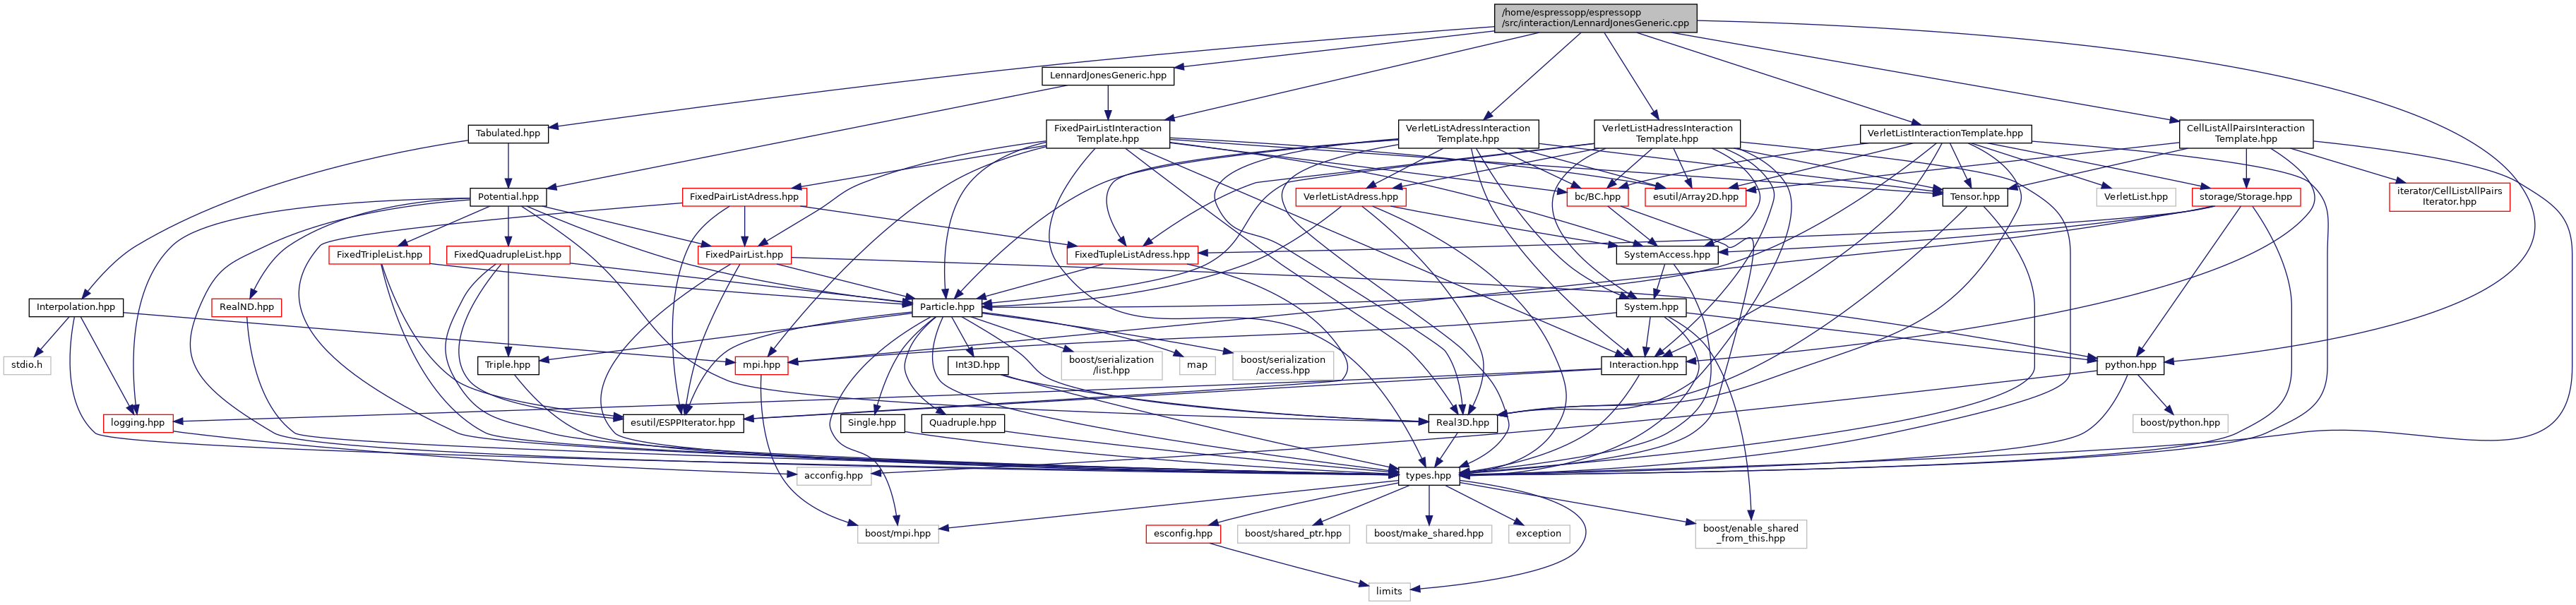 /home/espressopp/espressopp
/src/interaction/LennardJonesGeneric.cpp
LennardJonesGeneric.hpp
Tabulated.hpp
FixedPairListInteraction
Template.hpp
VerletListAdressInteraction
Template.hpp
VerletListHadressInteraction
Template.hpp
VerletListInteractionTemplate.hpp
CellListAllPairsInteraction
Template.hpp
Potential.hpp
FixedPairListAdress.hpp
VerletListAdress.hpp
bc/BC.hpp
esutil/Array2D.hpp
Tensor.hpp
VerletList.hpp
storage/Storage.hpp
iterator/CellListAllPairs
Iterator.hpp
FixedTripleList.hpp
FixedQuadrupleList.hpp
FixedPairList.hpp
FixedTupleListAdress.hpp
SystemAccess.hpp
Interpolation.hpp
RealND.hpp
Particle.hpp
System.hpp
stdio.h
Triple.hpp
mpi.hpp
Int3D.hpp
boost/serialization
/list.hpp
map
boost/serialization
/access.hpp
Interaction.hpp
python.hpp
logging.hpp
esutil/ESPPIterator.hpp
Single.hpp
Quadruple.hpp
Real3D.hpp
boost/python.hpp
acconfig.hpp
types.hpp
boost/mpi.hpp
esconfig.hpp
boost/shared_ptr.hpp
boost/make_shared.hpp
exception
boost/enable_shared
_from_this.hpp
limits